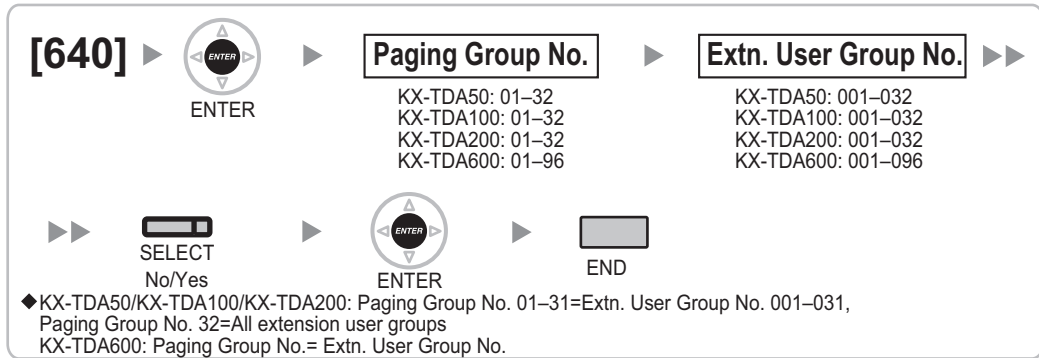 [640] ENTER Paging Group No. Extn. User Group No.
ENTER
KX-TDA50: 01–32
KX-TDA100: 01–32
KX-TDA200: 01–32
KX-TDA600: 01–96
KX-TDA50: 001–032
KX-TDA100: 001–032
KX-TDA200: 001–032
KX-TDA600: 001–096
SELECT
No/Yes
ENTER
ENTER
END
◆KX-TDA50/KX-TDA100/KX-TDA200: Paging Group No. 01–31=Extn. User Group No. 001–031,
Paging Group No. 32=All extension user groups
KX-TDA600: Paging Group No.= Extn. User Group No.